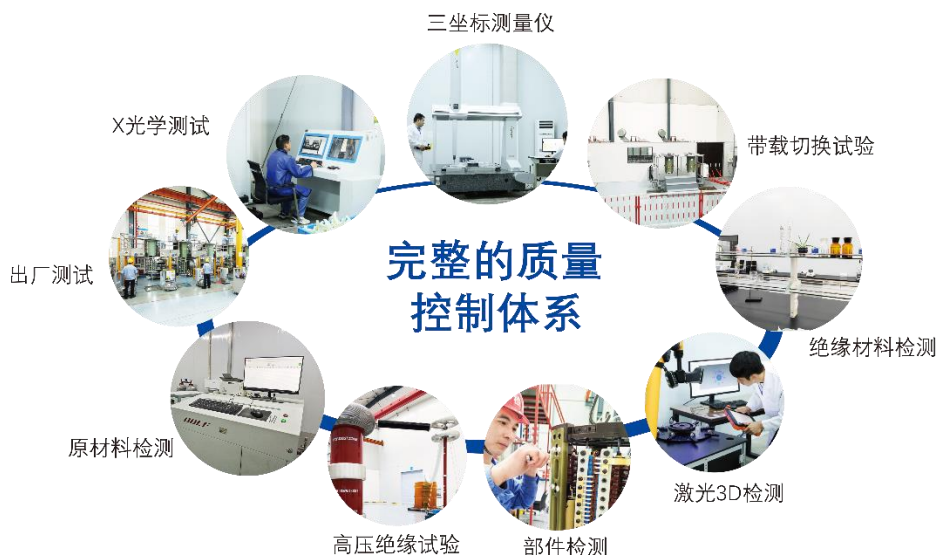 三坐标测量仪
X光学测试
带载切换试验
出厂测试
完整的质量
控制体系
绝缘材料检测
原材料检测
激光3D检测
高压绝缘试验
部件检测